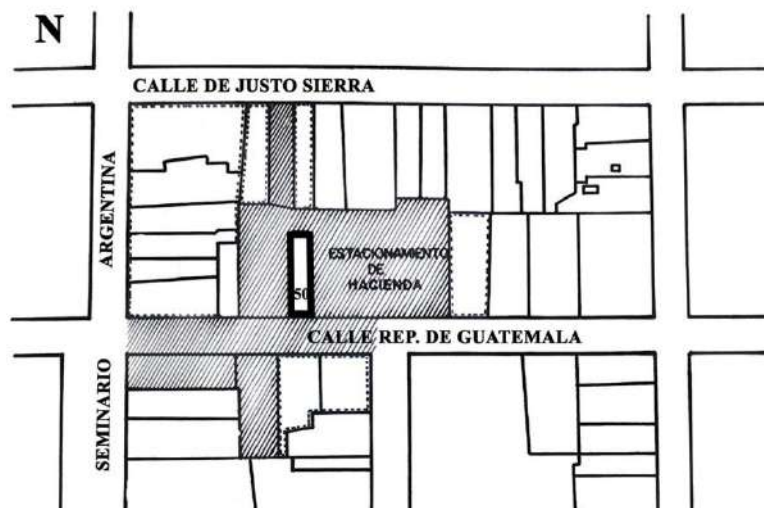 N
CALLE DE JUSTO SIERRA
ARGENTINA
ESTACIONAMIENTO
DE
HACIENDA
50
CALLE REP. DE GUATEMALA
SEMINARIO